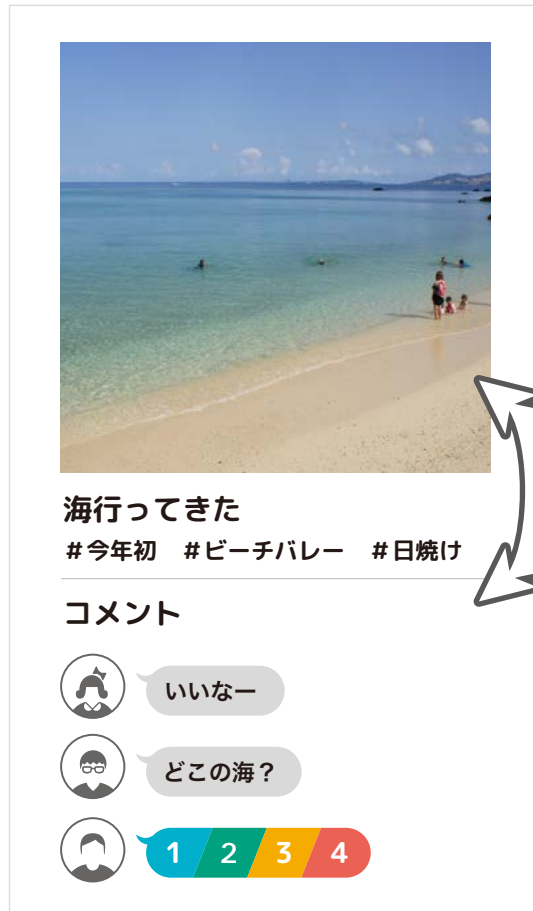 海行ってきた
#今年初 #ビーチバレー #日焼け
コメント
いいなー
どこの海？
1 2 3 4